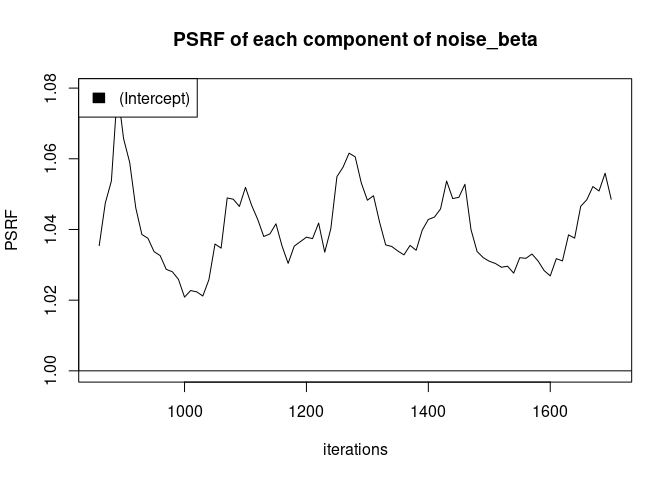 PSRF of each component of noise_beta
(Intercept)
PSRF
1.08
1.06
1.04
1.02
1.00
1000 1200 1400 1600
iterations